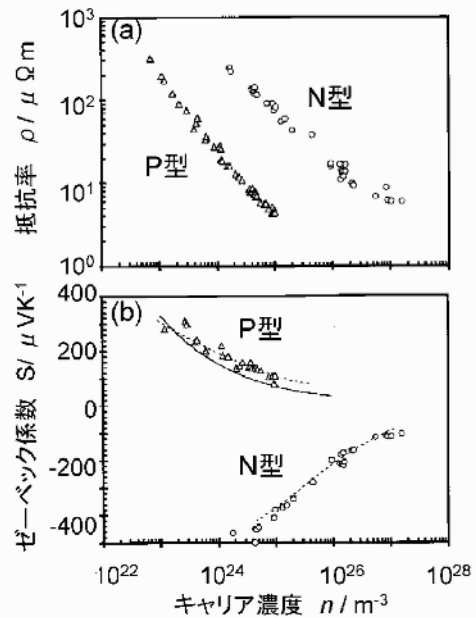 (a)
抵抗率 ρ/μΩm
10³
10²
10¹
10⁰
P型
N型
(b)
ゼーベック係数 S/μVK⁻¹
400
200
0
-200
-400
P型
N型
10²² 10²⁴ 10²⁶ 10²⁸
キャリア濃度 n/m⁻³